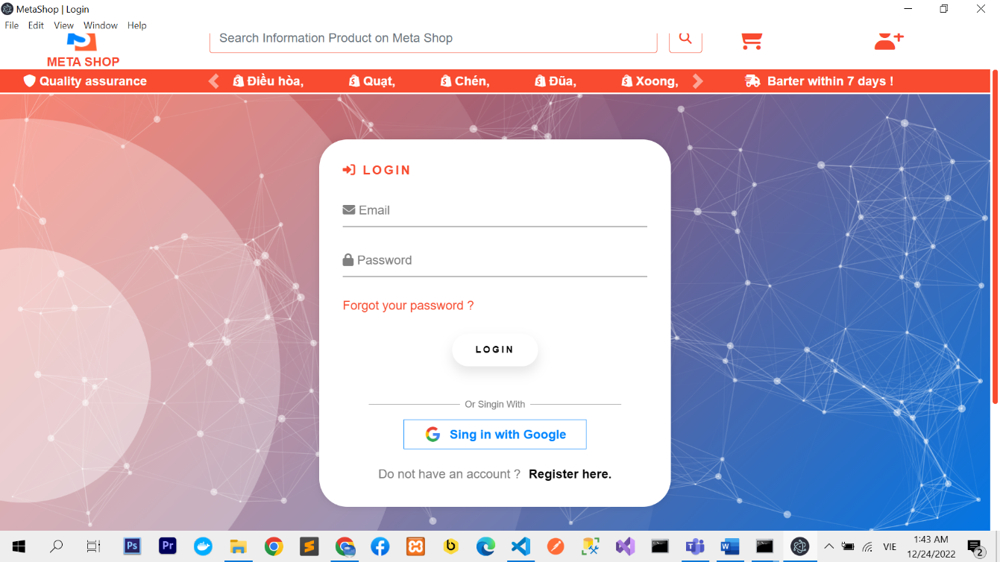 MetaShop | Login
File Edit View Window Help
Search Information Product on Meta Shop
META SHOP
Quality assurance
Điều hòa, Quạt, Chén, Đũa, Xoong,
Barter within 7 days !
LOGIN
Email
Password
Forgot your password ?
LOGIN
Or Singin With
Sing in with Google
Do not have an account ? Register here.
Ps Pr
VIE
1:43 AM
12/24/2022
2